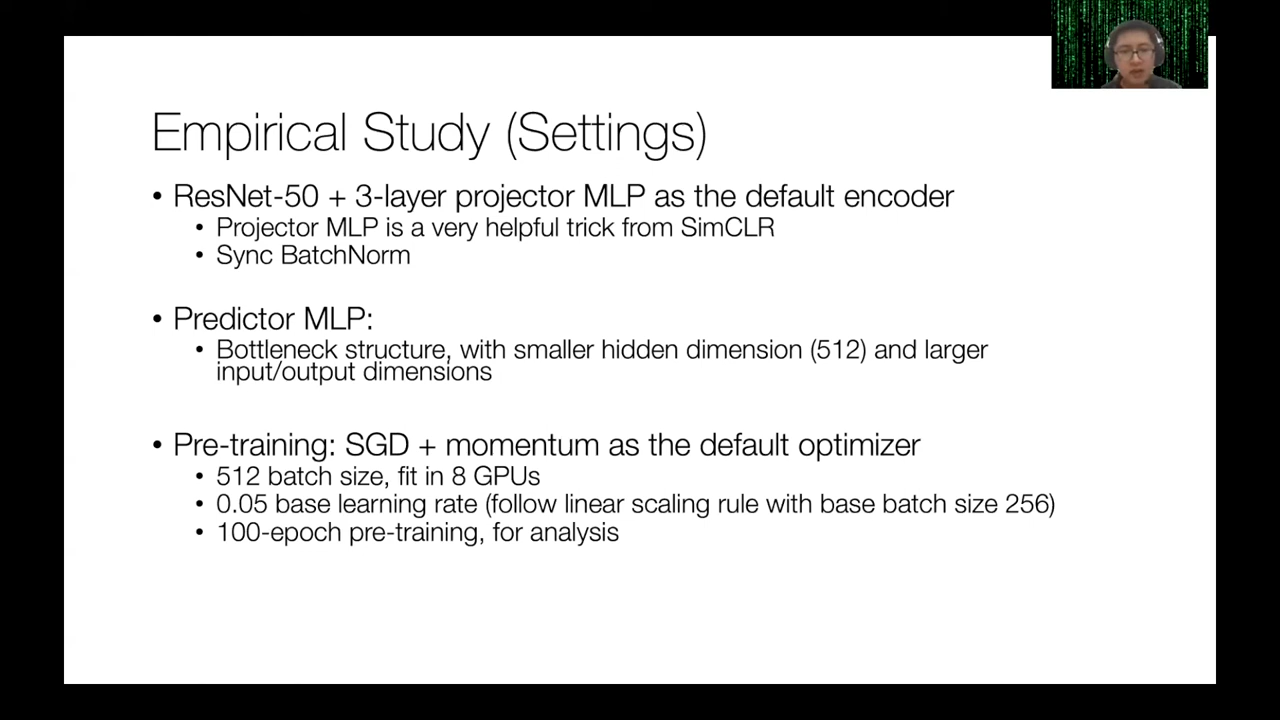 Empirical Study (Settings)
• ResNet-50 + 3-layer projector MLP as the default encoder
• Projector MLP is a very helpful trick from SimCLR
• Sync BatchNorm
• Predictor MLP:
• Bottleneck structure, with smaller hidden dimension (512) and larger
input/output dimensions
• Pre-training: SGD + momentum as the default optimizer
• 512 batch size, fit in 8 GPUs
• 0.05 base learning rate (follow linear scaling rule with base batch size 256)
• 100-epoch pre-training, for analysis